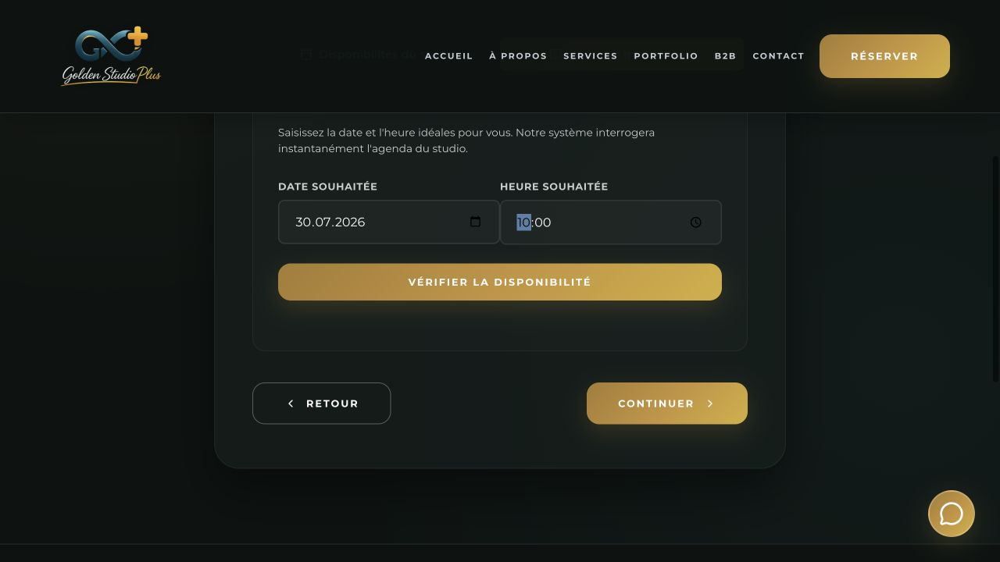 Golden Studio Plus
Disponibilités du
ACCUEIL
À PROPOS
SERVICES
PORTFOLIO
B2B
CONTACT
RÉSERVER
Saisissez la date et l'heure idéales pour vous. Notre système interrogera
instantanément l'agenda du studio.
DATE SOUHAITÉE
HEURE SOUHAITÉE
30.07.2026
10:00
VÉRIFIER LA DISPONIBILITÉ
RETOUR
CONTINUER